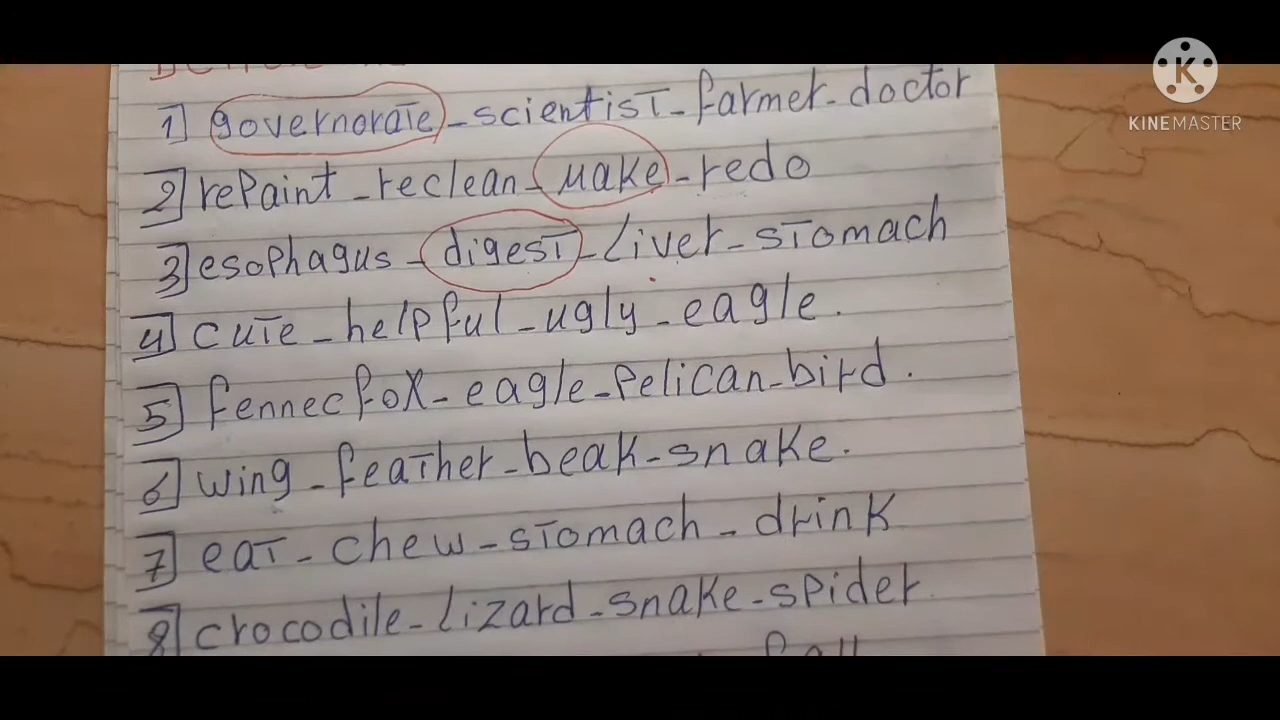 1] governorate - scientist - farmer - doctor
2] repaint - reclean - make - redo
3] esophagus - digest - liver - stomach
4] cute - helpful - ugly - eagle.
5] fennec fox - eagle - pelican - bird.
6] wing - feather - beak - snake.
7] eat - chew - stomach - drink
8] crocodile - lizard - snake - spider
KINEMASTER